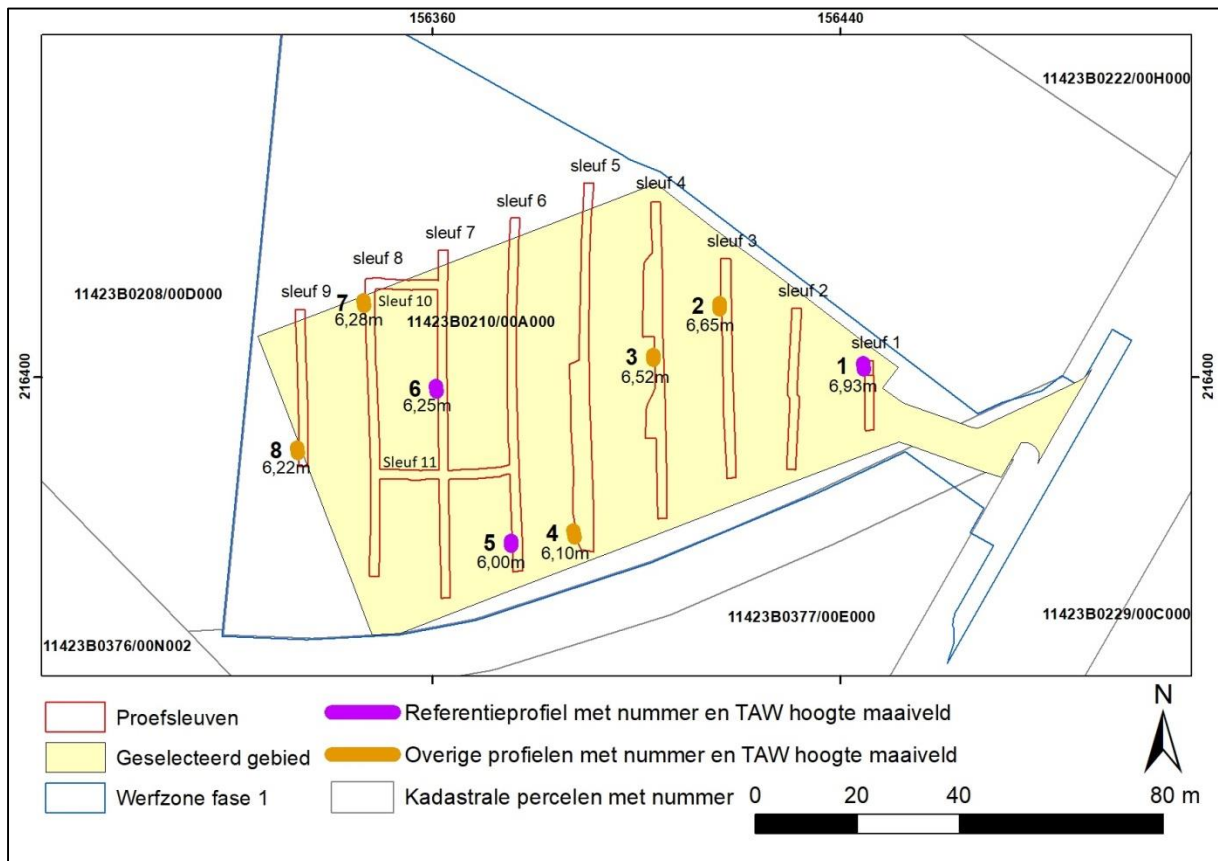 156360
156440
11423B0222/00H000
sleuf 5
sleuf 4
sleuf 6
sleuf 7
sleuf 3
sleuf 8
sleuf 9
sleuf 2
11423B0208/00D000
7
6,28m
Sleuf 10
11423B0210/00A000
2
6,65m
sleuf 1
3
6,52m
1
6,93m
216400
216400
6
6,25m
8
6,22m
Sleuf 11
5
6,00m
4
6,10m
11423B0376/00N002
11423B0377/00E000
11423B0229/00C000
Proefsleuven
Referentieprofiel met nummer en TAW hoogte maaiveld
Geselecteerd gebied
Overige profielen met nummer en TAW hoogte maaiveld
Werfzone fase 1
Kadastrale percelen met nummer
N
0 20 40 80 m